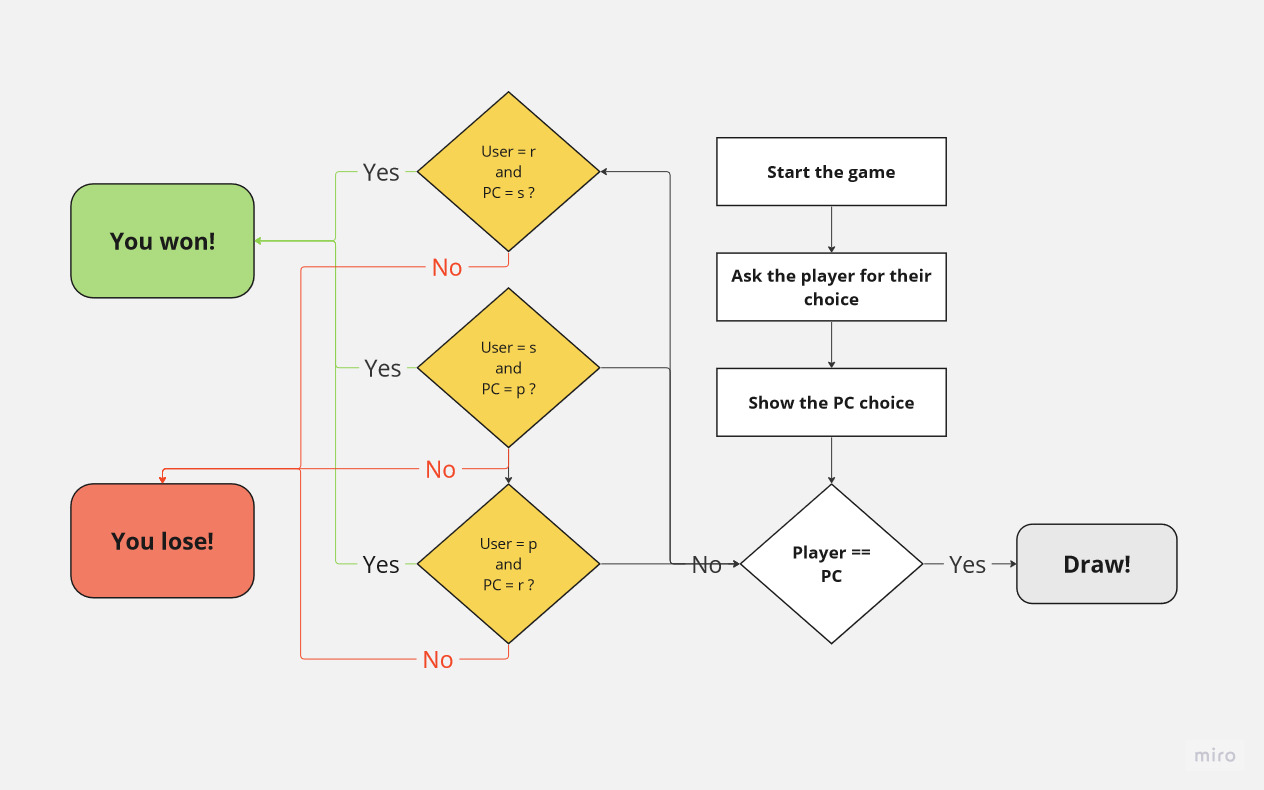 User = r
and
PC = s ?
Start the game
Yes
You won!
No
Ask the player for their
choice
User = s
and
PC = p ?
Yes
Show the PC choice
No
You lose!
User = p
and
PC = r ?
Yes
No
Player ==
PC
Yes
Draw!
No
miro